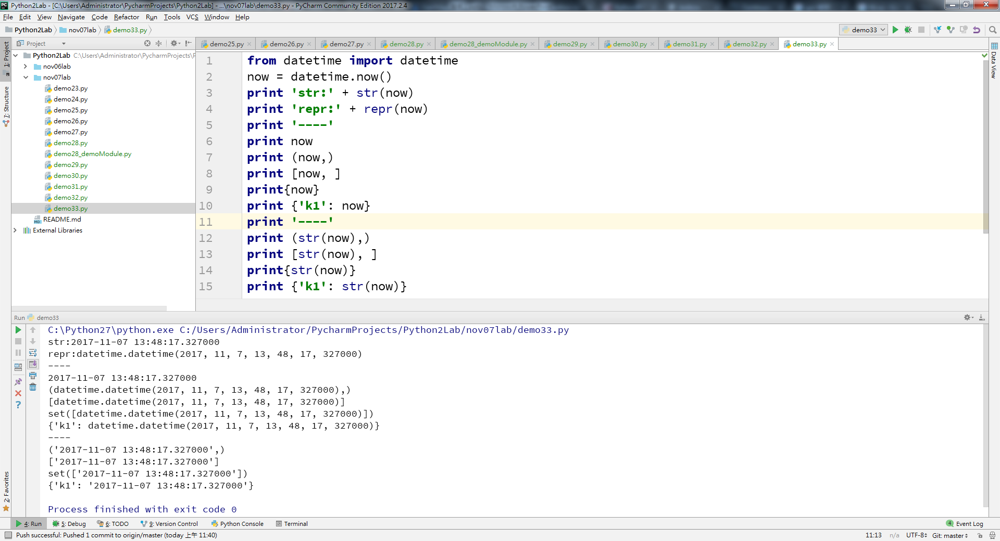 Python2Lab - [C:\Users\Administrator\PycharmProjects\Python2Lab] - ...\nov07lab\demo33.py - PyCharm Community Edition 2017.2.4
File Edit View Navigate Code Refactor Run Tools VCS Window Help
Python2Lab nov07lab demo33.py
demo33
Project
demo25.py demo26.py demo27.py demo28.py demo28_demoModule.py demo29.py demo30.py demo31.py demo32.py demo33.py
1: Project
7: Structure
2: Favorites
Data View
Python2Lab C:\Users\Administrator\PycharmProjects\P
nov06lab
nov07lab
demo23.py
demo24.py
demo25.py
demo26.py
demo27.py
demo28.py
demo28_demoModule.py
demo29.py
demo30.py
demo31.py
demo32.py
demo33.py
README.md
External Libraries
1 from datetime import datetime
2 now = datetime.now()
3 print 'str:' + str(now)
4 print 'repr:' + repr(now)
5 print '----'
6 print now
7 print (now,)
8 print [now, ]
9 print{now}
10 print {'k1': now}
11 print '----'
12 print (str(now),)
13 print [str(now), ]
14 print{str(now)}
15 print {'k1': str(now)}
Run demo33
C:\Python27\python.exe C:/Users/Administrator/PycharmProjects/Python2Lab/nov07lab/demo33.py
str:2017-11-07 13:48:17.327000
repr:datetime.datetime(2017, 11, 7, 13, 48, 17, 327000)
----
2017-11-07 13:48:17.327000
(datetime.datetime(2017, 11, 7, 13, 48, 17, 327000),)
[datetime.datetime(2017, 11, 7, 13, 48, 17, 327000)]
set([datetime.datetime(2017, 11, 7, 13, 48, 17, 327000)])
{'k1': datetime.datetime(2017, 11, 7, 13, 48, 17, 327000)}
----
('2017-11-07 13:48:17.327000',)
['2017-11-07 13:48:17.327000']
set(['2017-11-07 13:48:17.327000'])
{'k1': '2017-11-07 13:48:17.327000'}
Process finished with exit code 0
4: Run 5: Debug 6: TODO 9: Version Control Python Console Terminal 4 Event Log
Push successful: Pushed 1 commit to origin/master (today 上午 11:40) 11:13 n/a UTF-8 Git: master